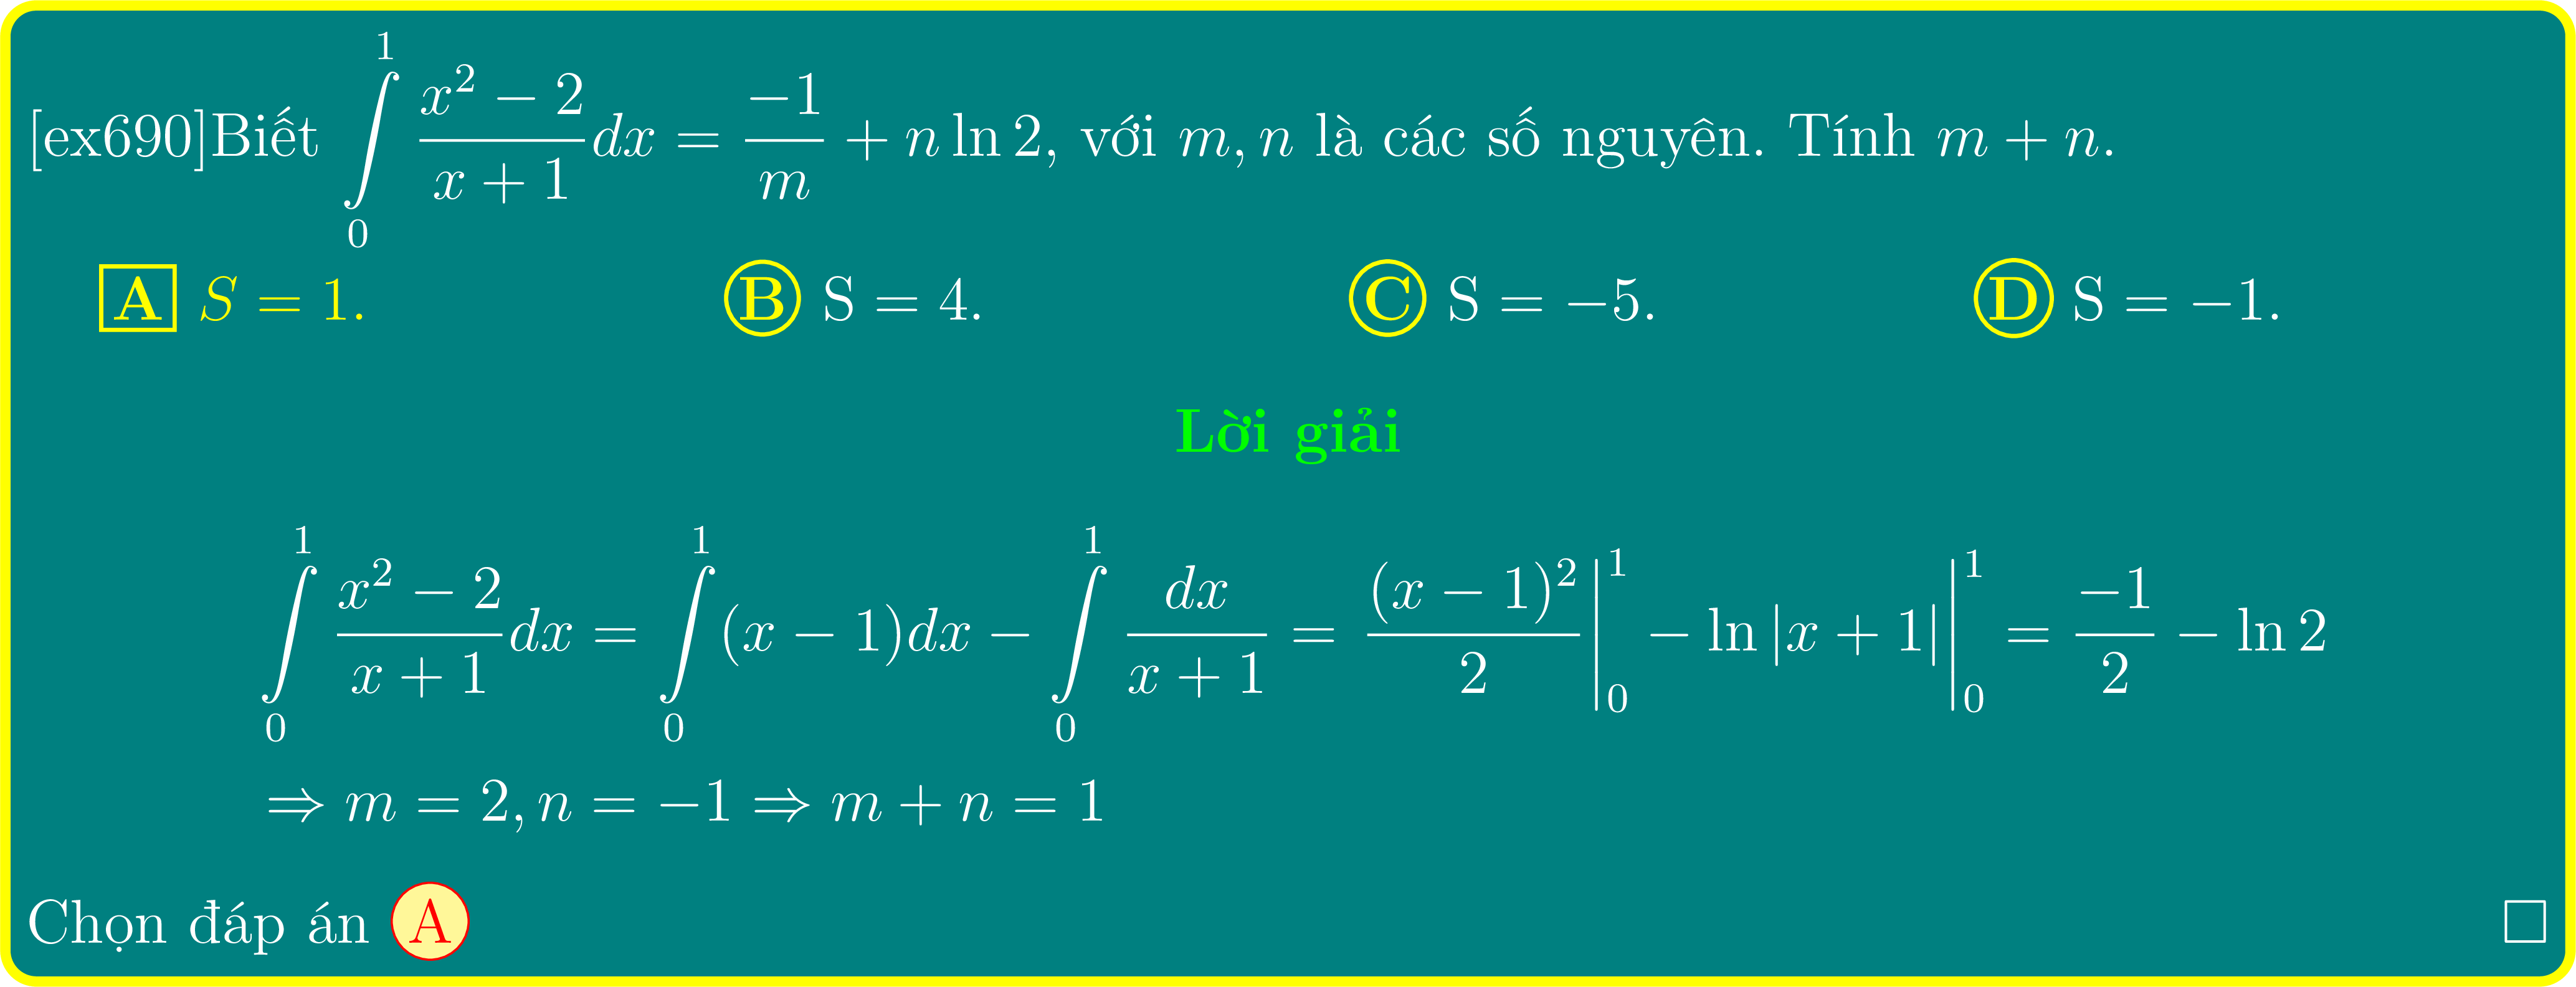 [ex690]Biết $\int\limits_0^1 \frac{x^2-2}{x+1}dx = \frac{-1}{m} + n\ln 2$, với $m, n$ là các số nguyên. Tính $m + n$.
A $S = 1$. B S = 4. C S = −5. D S = −1.
Lời giải
$\int\limits_0^1 \frac{x^2-2}{x+1}dx = \int\limits_0^1 (x-1)dx - \int\limits_0^1 \frac{dx}{x+1} = \left.\frac{(x-1)^2}{2}\right|_0^1 - \ln|x+1|\Big|_0^1 = \frac{-1}{2} - \ln 2$
$\Rightarrow m = 2, n = -1 \Rightarrow m + n = 1$
Chọn đáp án A □